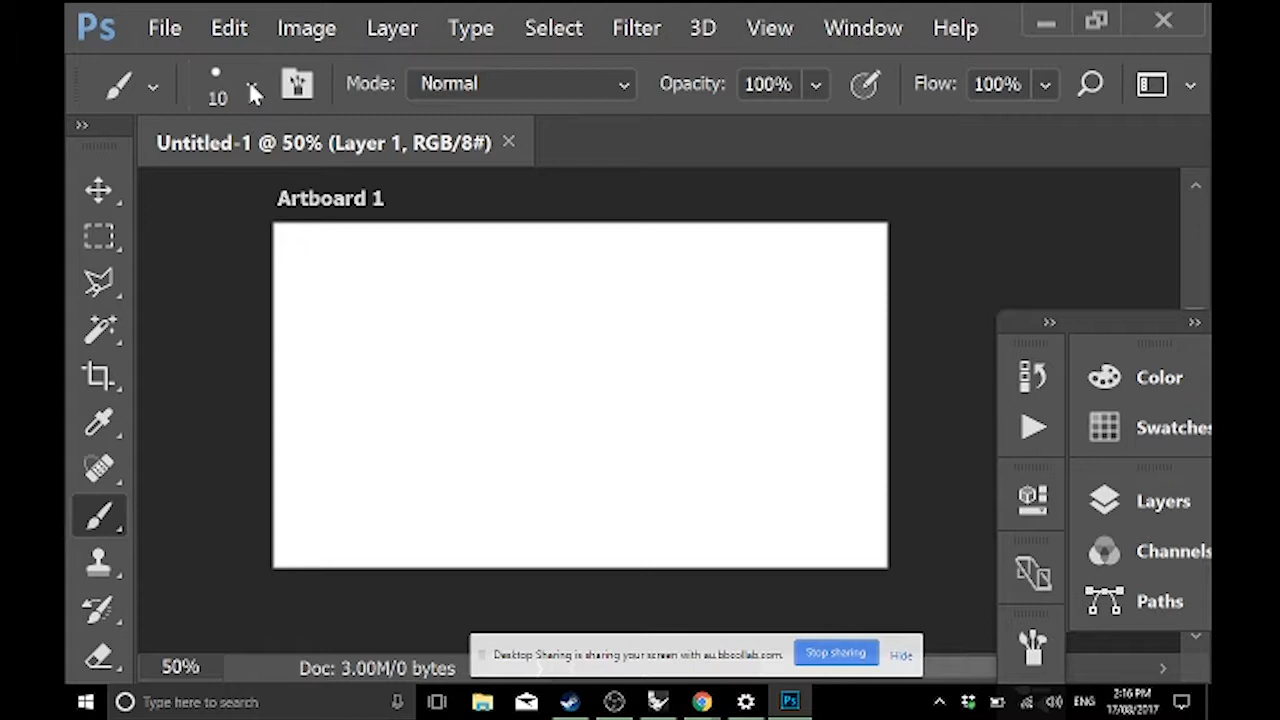 Ps File Edit Image Layer Type Select Filter 3D View Window Help
10 Mode: Normal Opacity: 100% Flow: 100%
Untitled-1 @ 50% (Layer 1, RGB/8#)
Artboard 1
Color
Swatches
Layers
Channels
Paths
50% Doc: 3.00M/0 bytes
Desktop Sharing is sharing your screen with au.bbcollab.com. Stop sharing Hide
Type here to search Ps ENG 2:16 PM
17/08/2017